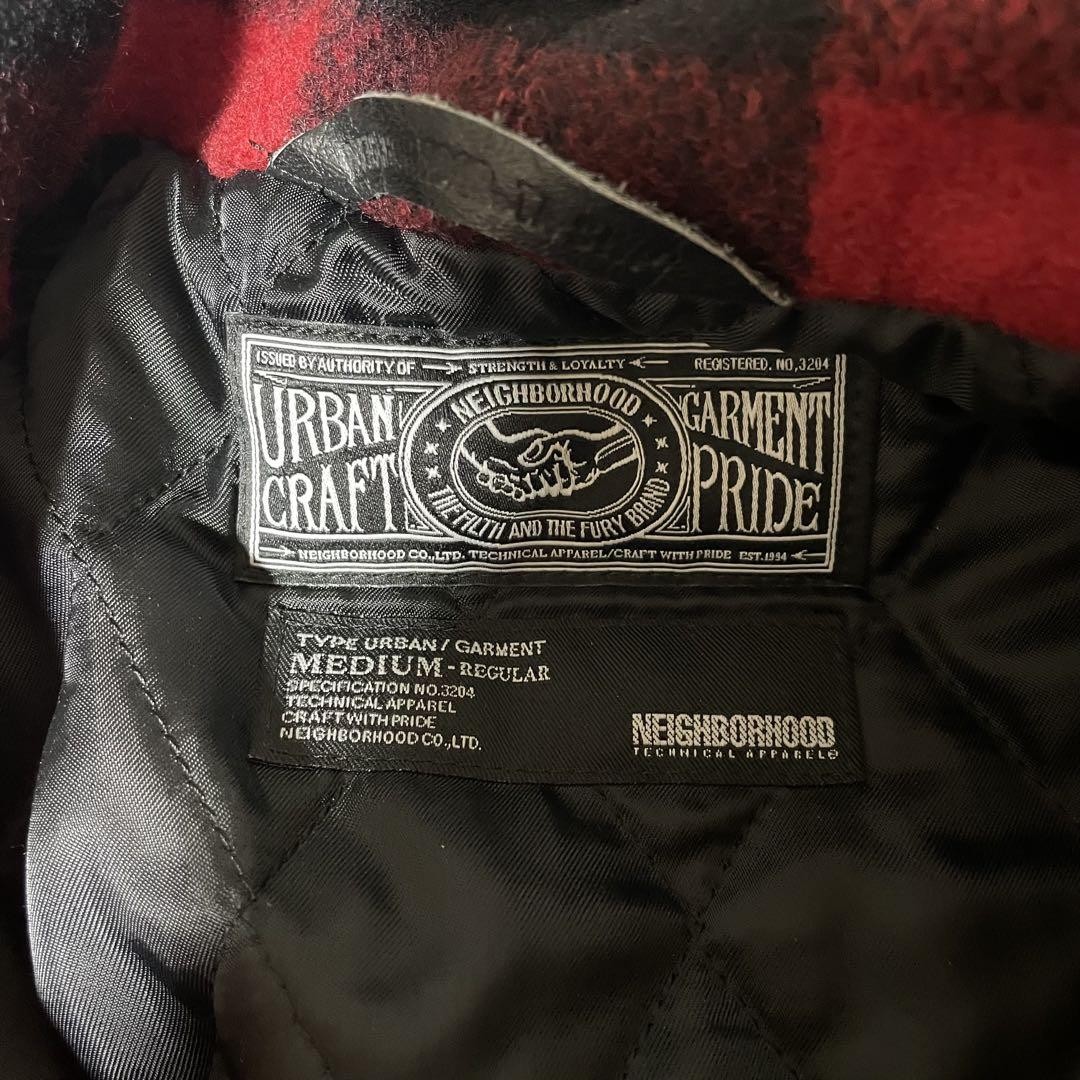 ISSUED BY AUTHORITY OF STRENGTH & LOYALTY REGISTERED. NO,3204
URBAN CRAFT
NEIGHBORHOOD
THE FILTH AND THE FURY BRAND
GARMENT PRIDE
NEIGHBORHOOD CO.,LTD. TECHNICAL APPAREL/CRAFT WITH PRIDE EST.1994
TYPE URBAN / GARMENT
MEDIUM - REGULAR
SPECIFICATION NO.3204
TECHNICAL APPAREL
CRAFT WITH PRIDE
NEIGHBORHOOD CO.,LTD.
NEIGHBORHOOD
TECHNICAL APPAREL